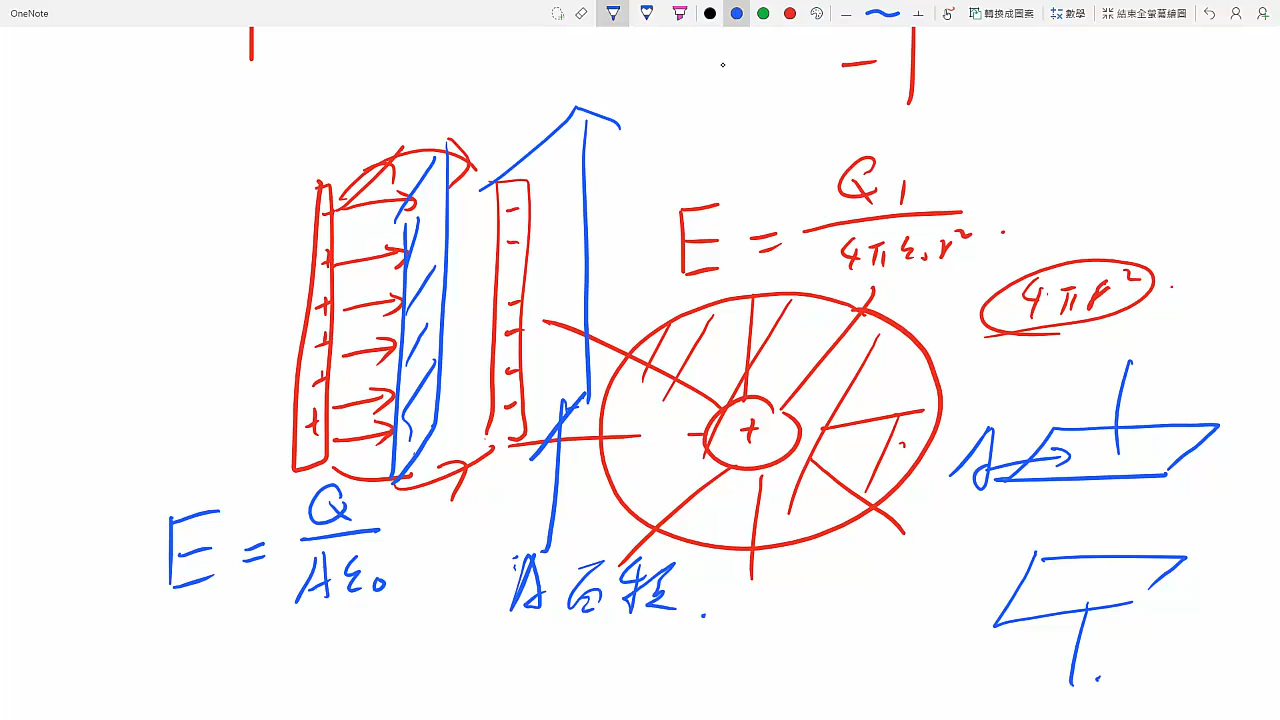 OneNote
轉換成圖案
數學
結束全螢幕繪圖
E = Q₁ / 4πε₀r²
4πr²
A
E = Q / Aε₀
A 面積.